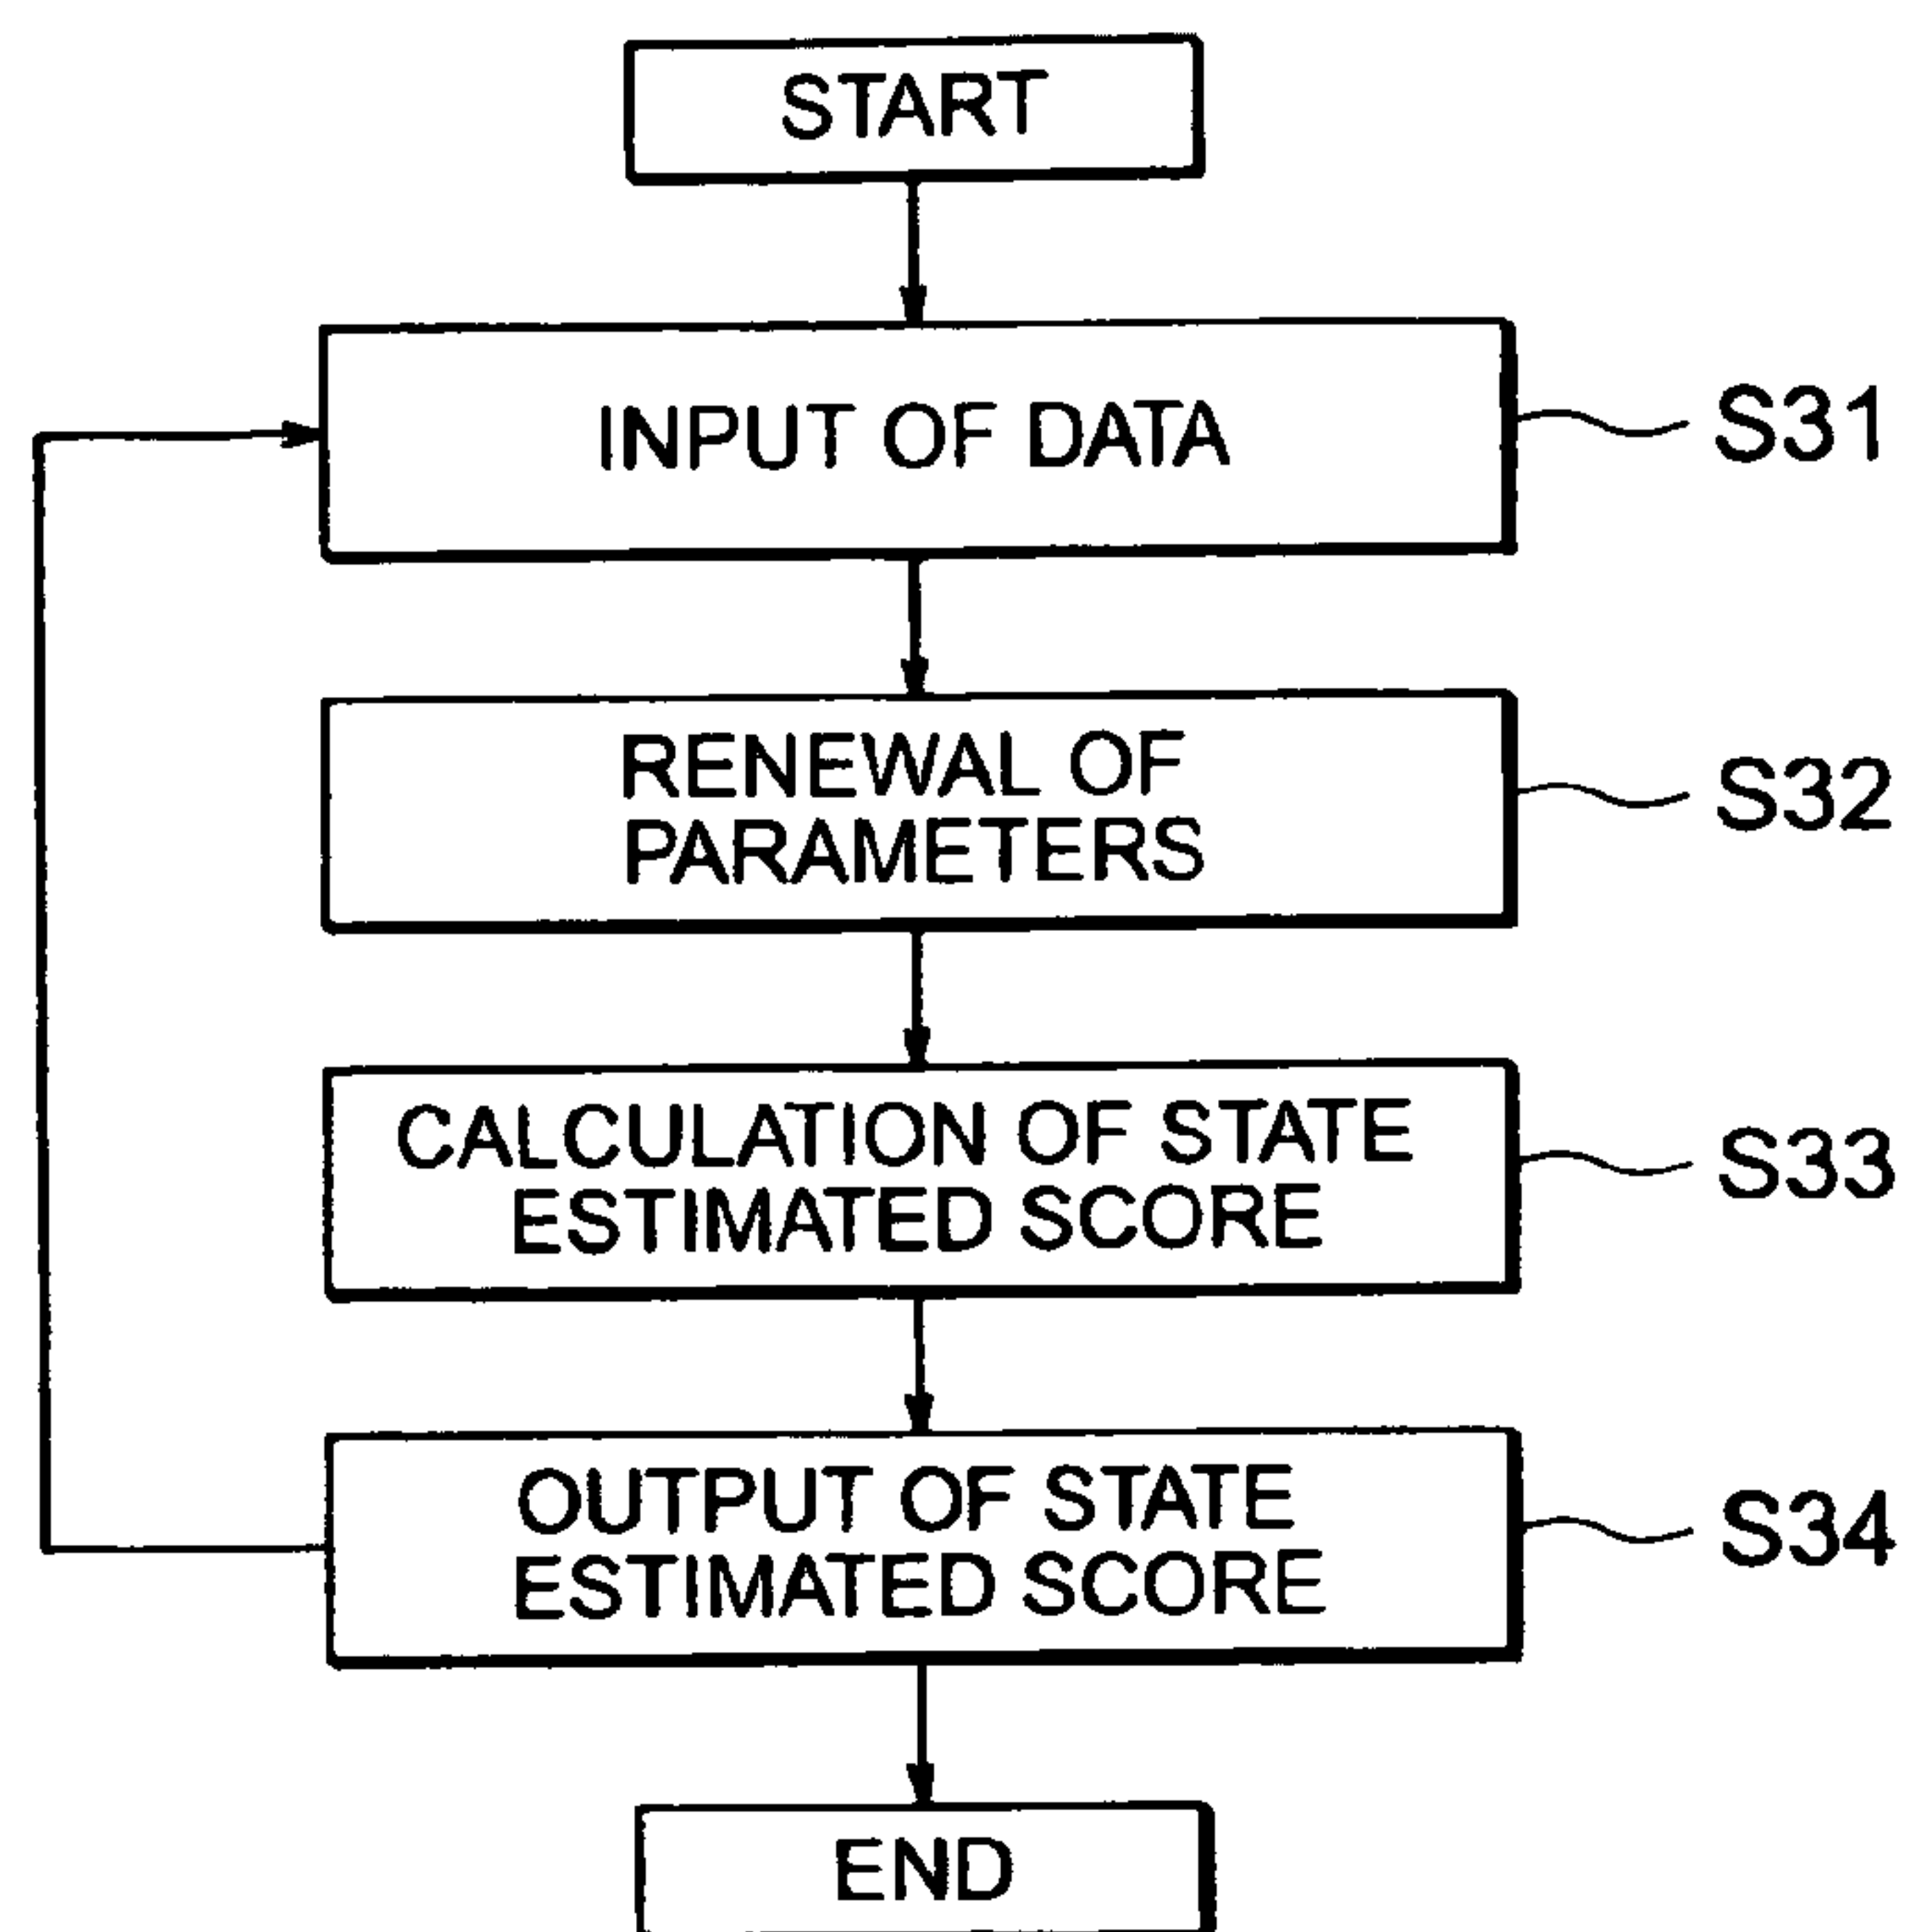 START
INPUT OF DATA
S31
RENEWAL OF
PARAMETERS
S32
CALCULATION OF STATE
ESTIMATED SCORE
S33
OUTPUT OF STATE
ESTIMATED SCORE
S34
END